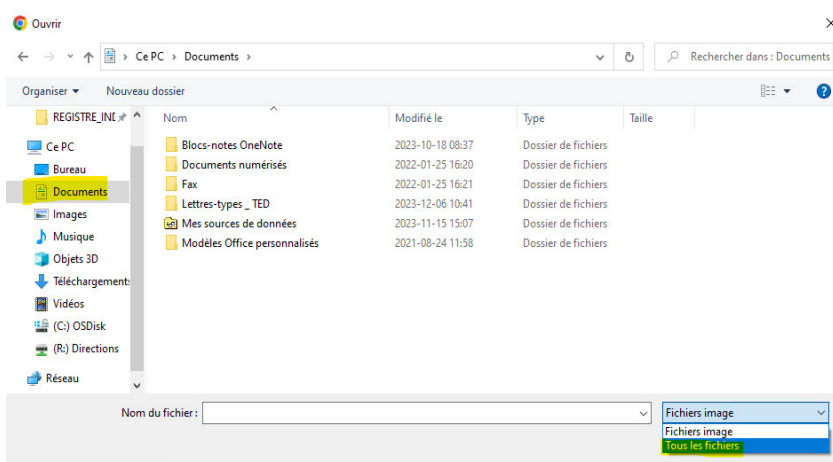 Ouvrir
Ce PC > Documents >
Rechercher dans : Documents
Organiser
Nouveau dossier
REGISTRE_INI
Nom Modifié le Type Taille
Ce PC
Bureau
Documents
Images
Musique
Objets 3D
Téléchargements
Vidéos
(C:) OSDisk
(R:) Directions
Réseau
Blocs-notes OneNote 2023-10-18 08:37 Dossier de fichiers
Documents numérisés 2022-01-25 16:20 Dossier de fichiers
Fax 2022-01-25 16:21 Dossier de fichiers
Lettres-types _ TED 2023-12-06 10:41 Dossier de fichiers
Mes sources de données 2023-11-15 15:07 Dossier de fichiers
Modèles Office personnalisés 2021-08-24 11:58 Dossier de fichiers
Nom du fichier :
Fichiers image
Fichiers image
Tous les fichiers